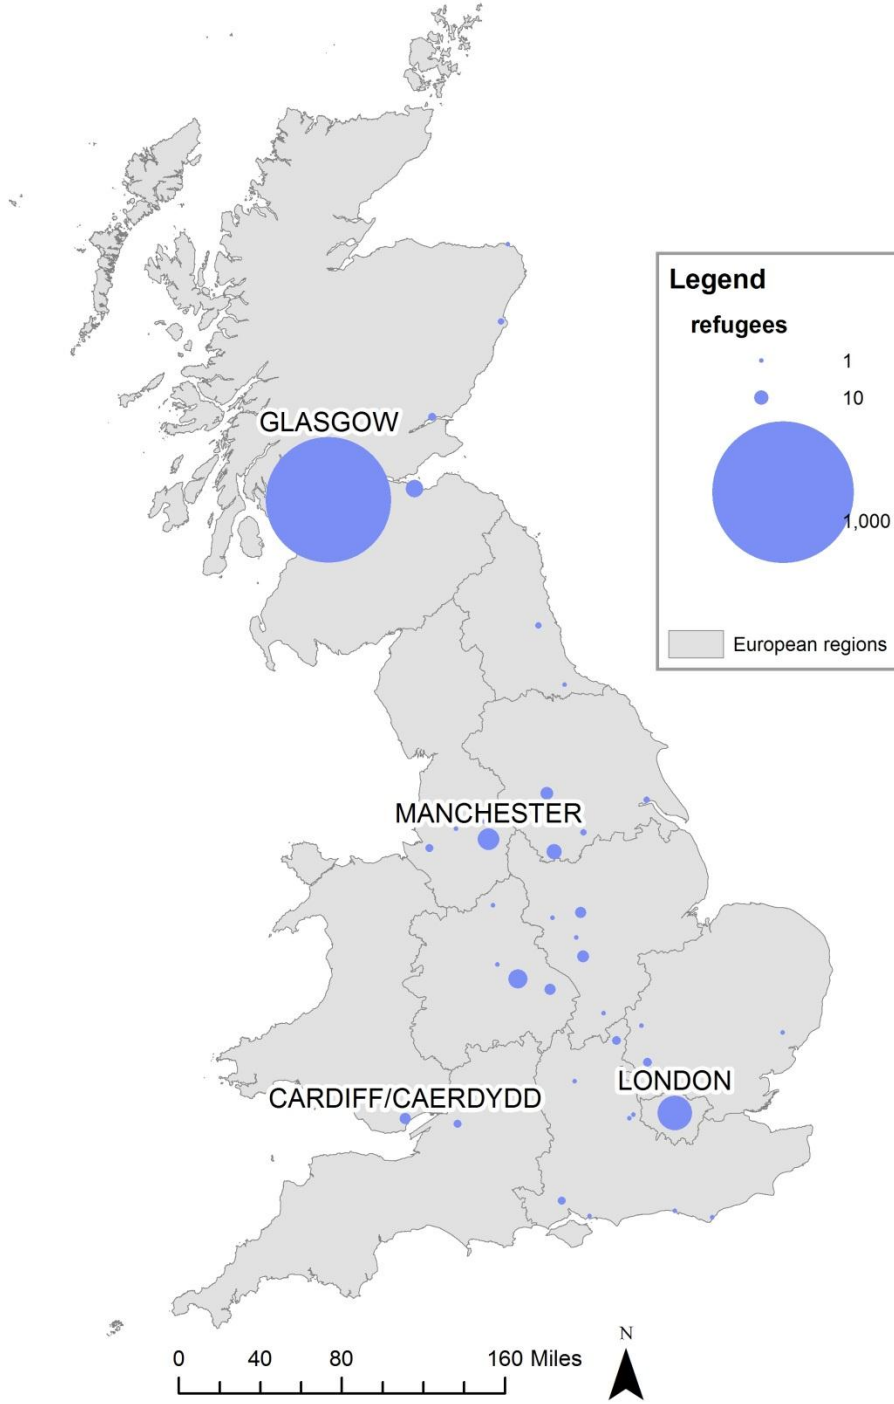 Legend
refugees
1
10
1,000
European regions
GLASGOW
MANCHESTER
CARDIFF/CAERDYDD
LONDON
0 40 80 160 Miles
N